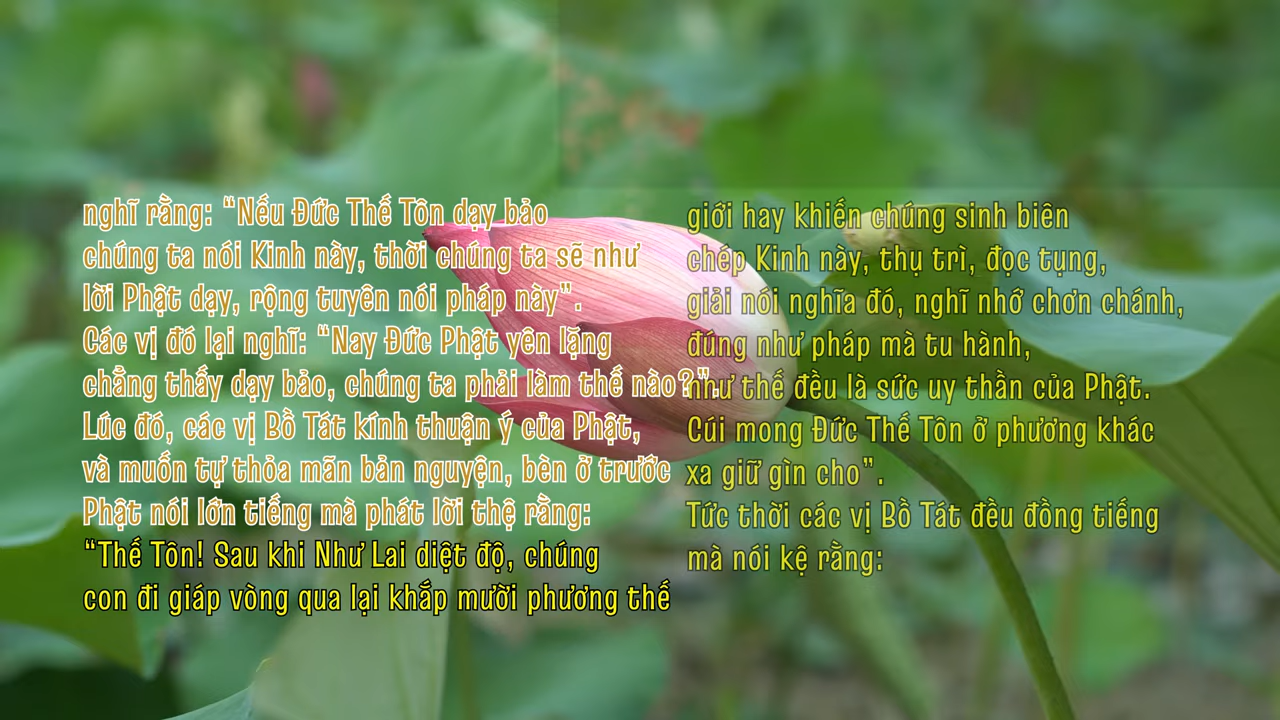 nghĩ rằng: “Nếu Đức Thế Tôn dạy bảo
chúng ta nói Kinh này, thời chúng ta sẽ như
lời Phật dạy, rộng tuyên nói pháp này”.
Các vị đó lại nghĩ: “Nay Đức Phật yên lặng
chẳng thấy dạy bảo, chúng ta phải làm thế nào?”.
Lúc đó, các vị Bồ Tát kính thuận ý của Phật,
và muốn tự thỏa mãn bản nguyện, bèn ở trước
Phật nói lớn tiếng mà phát lời thệ rằng:
“Thế Tôn! Sau khi Như Lai diệt độ, chúng
con đi giáp vòng qua lại khắp mười phương thế
giới hay khiến chúng sinh biên
chép Kinh này, thụ trì, đọc tụng,
giải nói nghĩa đó, nghĩ nhớ chơn chánh,
đúng như pháp mà tu hành,
như thế đều là sức uy thần của Phật.
Cúi mong Đức Thế Tôn ở phương khác
xa giữ gìn cho”.
Tức thời các vị Bồ Tát đều đồng tiếng
mà nói kệ rằng: